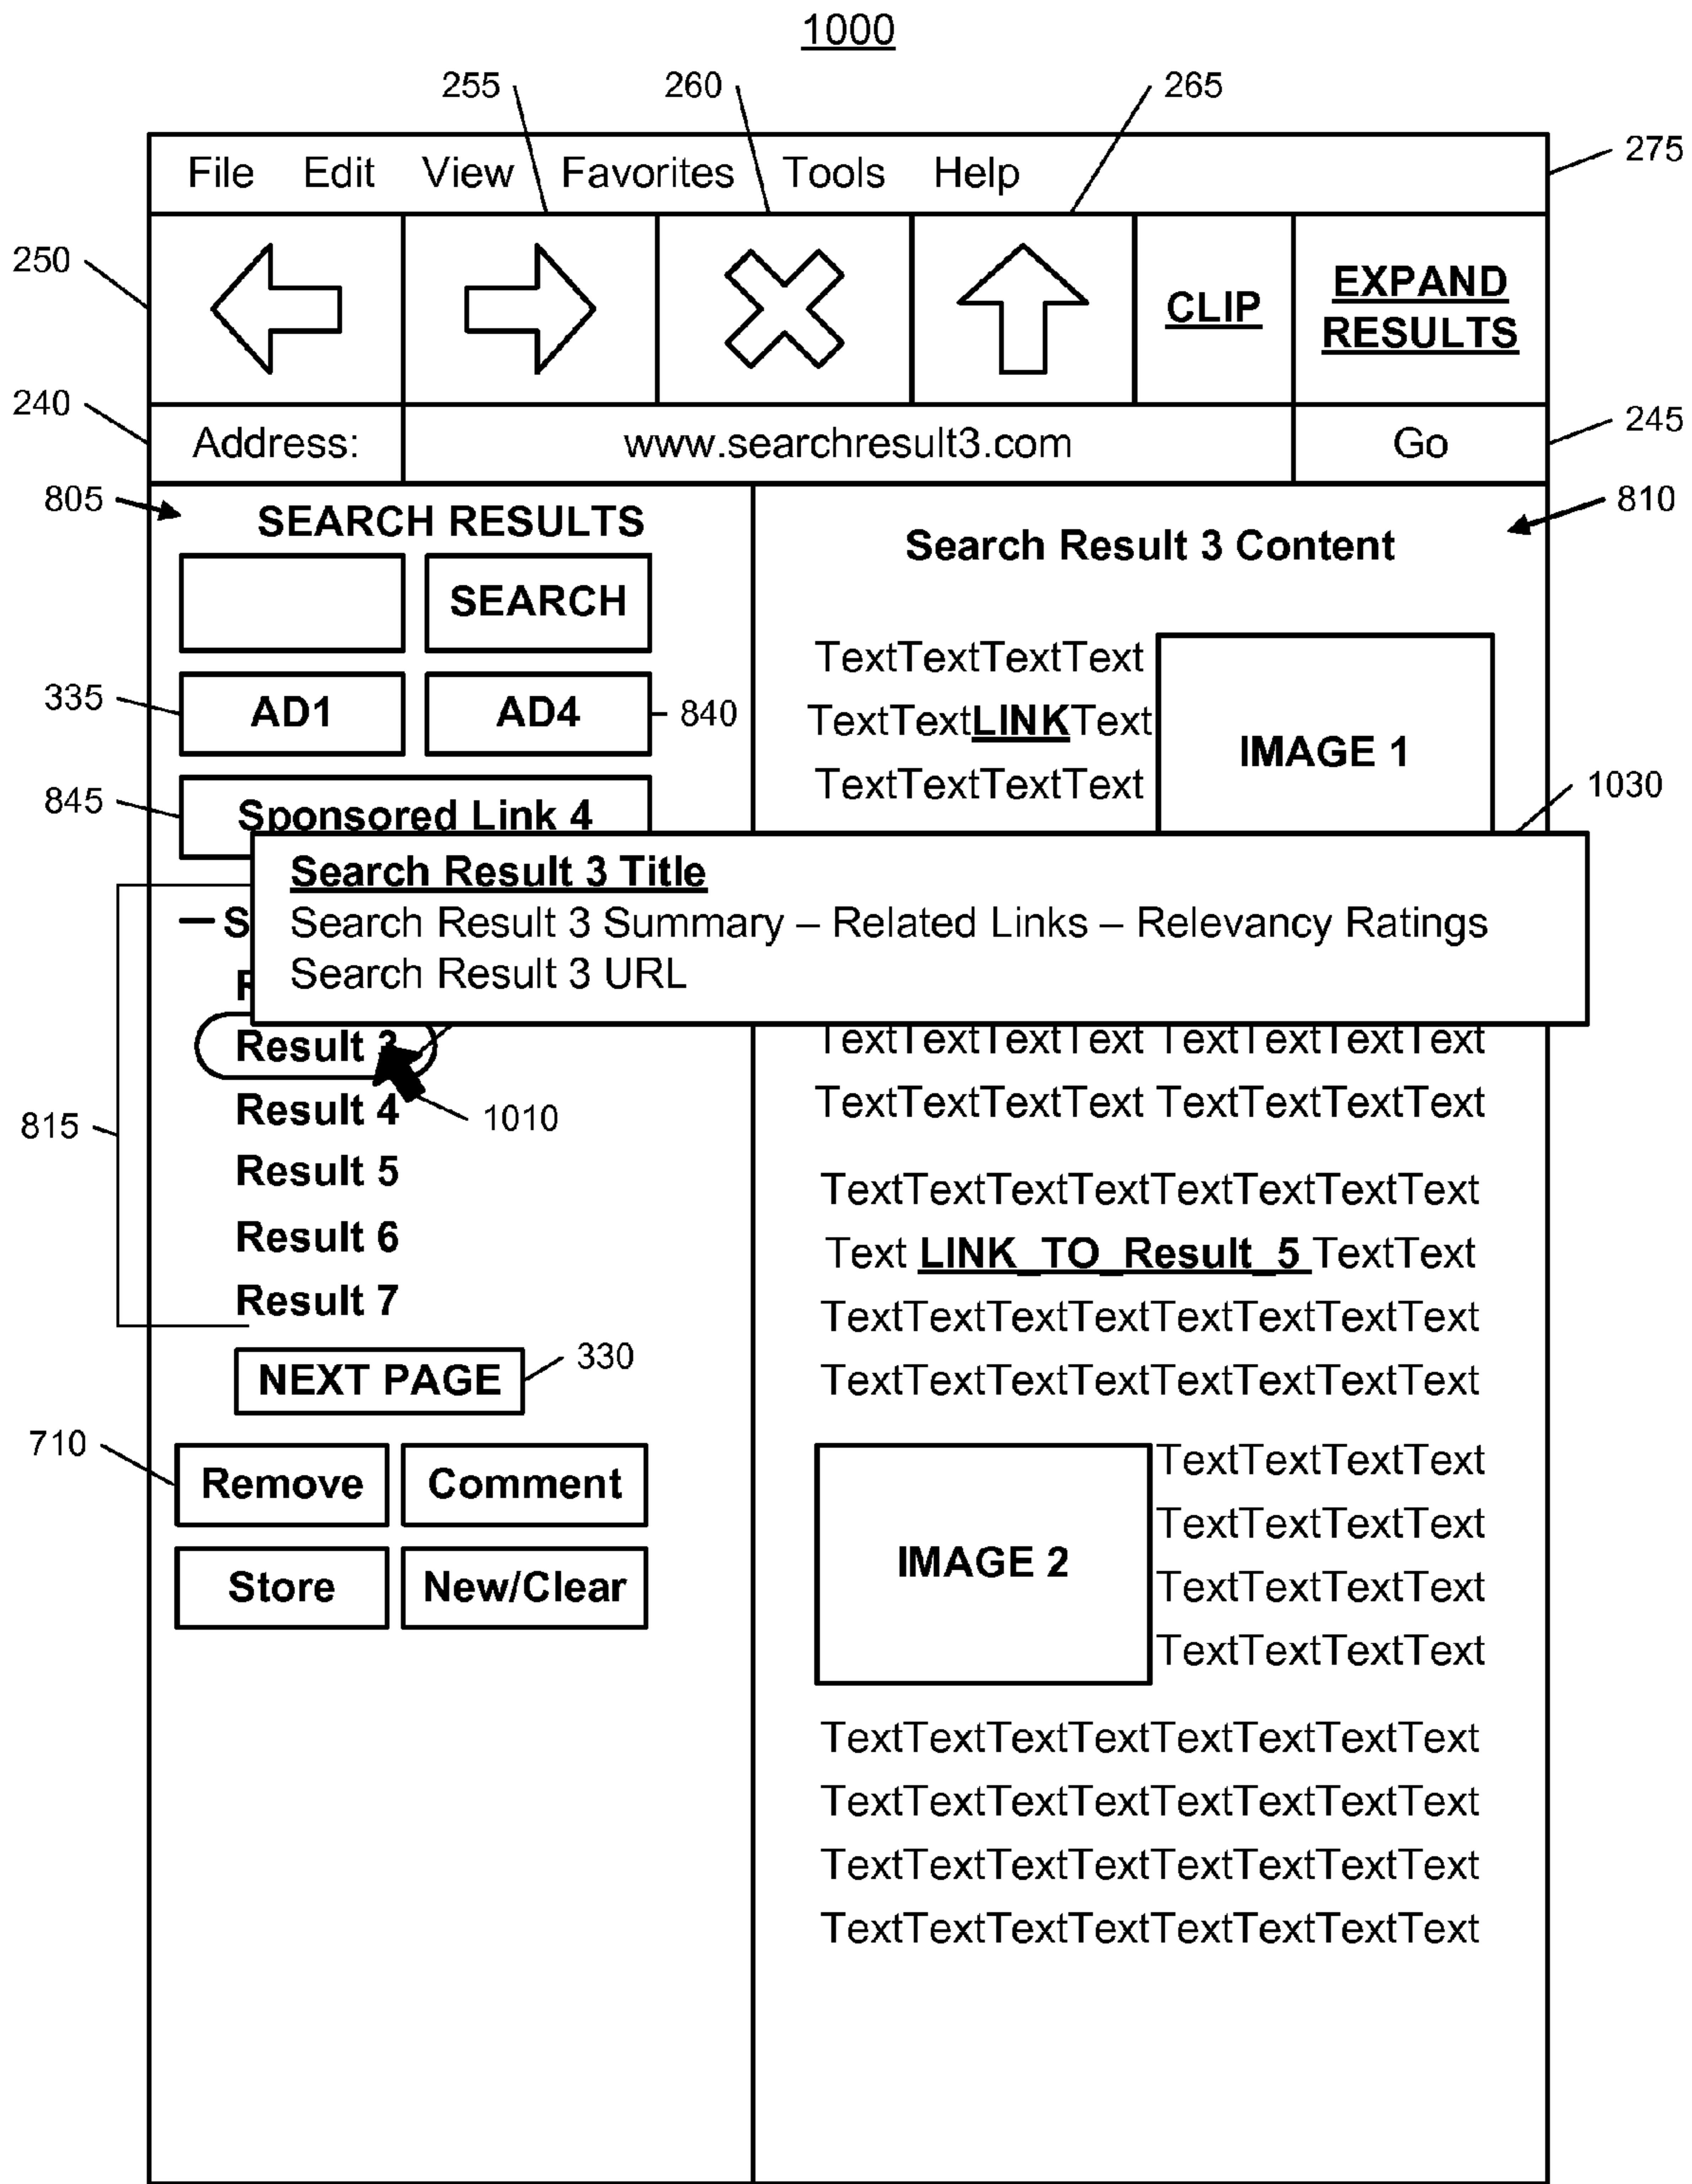 1000
255 260 265
File Edit View Favorites Tools Help 275
250
CLIP
EXPAND
RESULTS
240
Address: www.searchresult3.com Go 245
805 SEARCH RESULTS
SEARCH
335 AD1 AD4 840
845 Sponsored Link 4
815
Result 4 1010
Result 5
Result 6
Result 7
NEXT PAGE 330
710 Remove Comment
Store New/Clear
810
Search Result 3 Content
TextTextTextText
TextTextLINKText
TextTextTextText
IMAGE 1
1030
Search Result 3 Title
Search Result 3 Summary – Related Links – Relevancy Ratings
Search Result 3 URL
Result 3
TextTextTextText TextTextTextText
TextTextTextText TextTextTextText
TextTextTextTextTextTextTextText
Text LINK_TO_Result_5 TextText
TextTextTextTextTextTextTextText
TextTextTextTextTextTextTextText
IMAGE 2
TextTextTextText
TextTextTextText
TextTextTextText
TextTextTextText
TextTextTextTextTextTextTextText
TextTextTextTextTextTextTextText
TextTextTextTextTextTextTextText
TextTextTextTextTextTextTextText